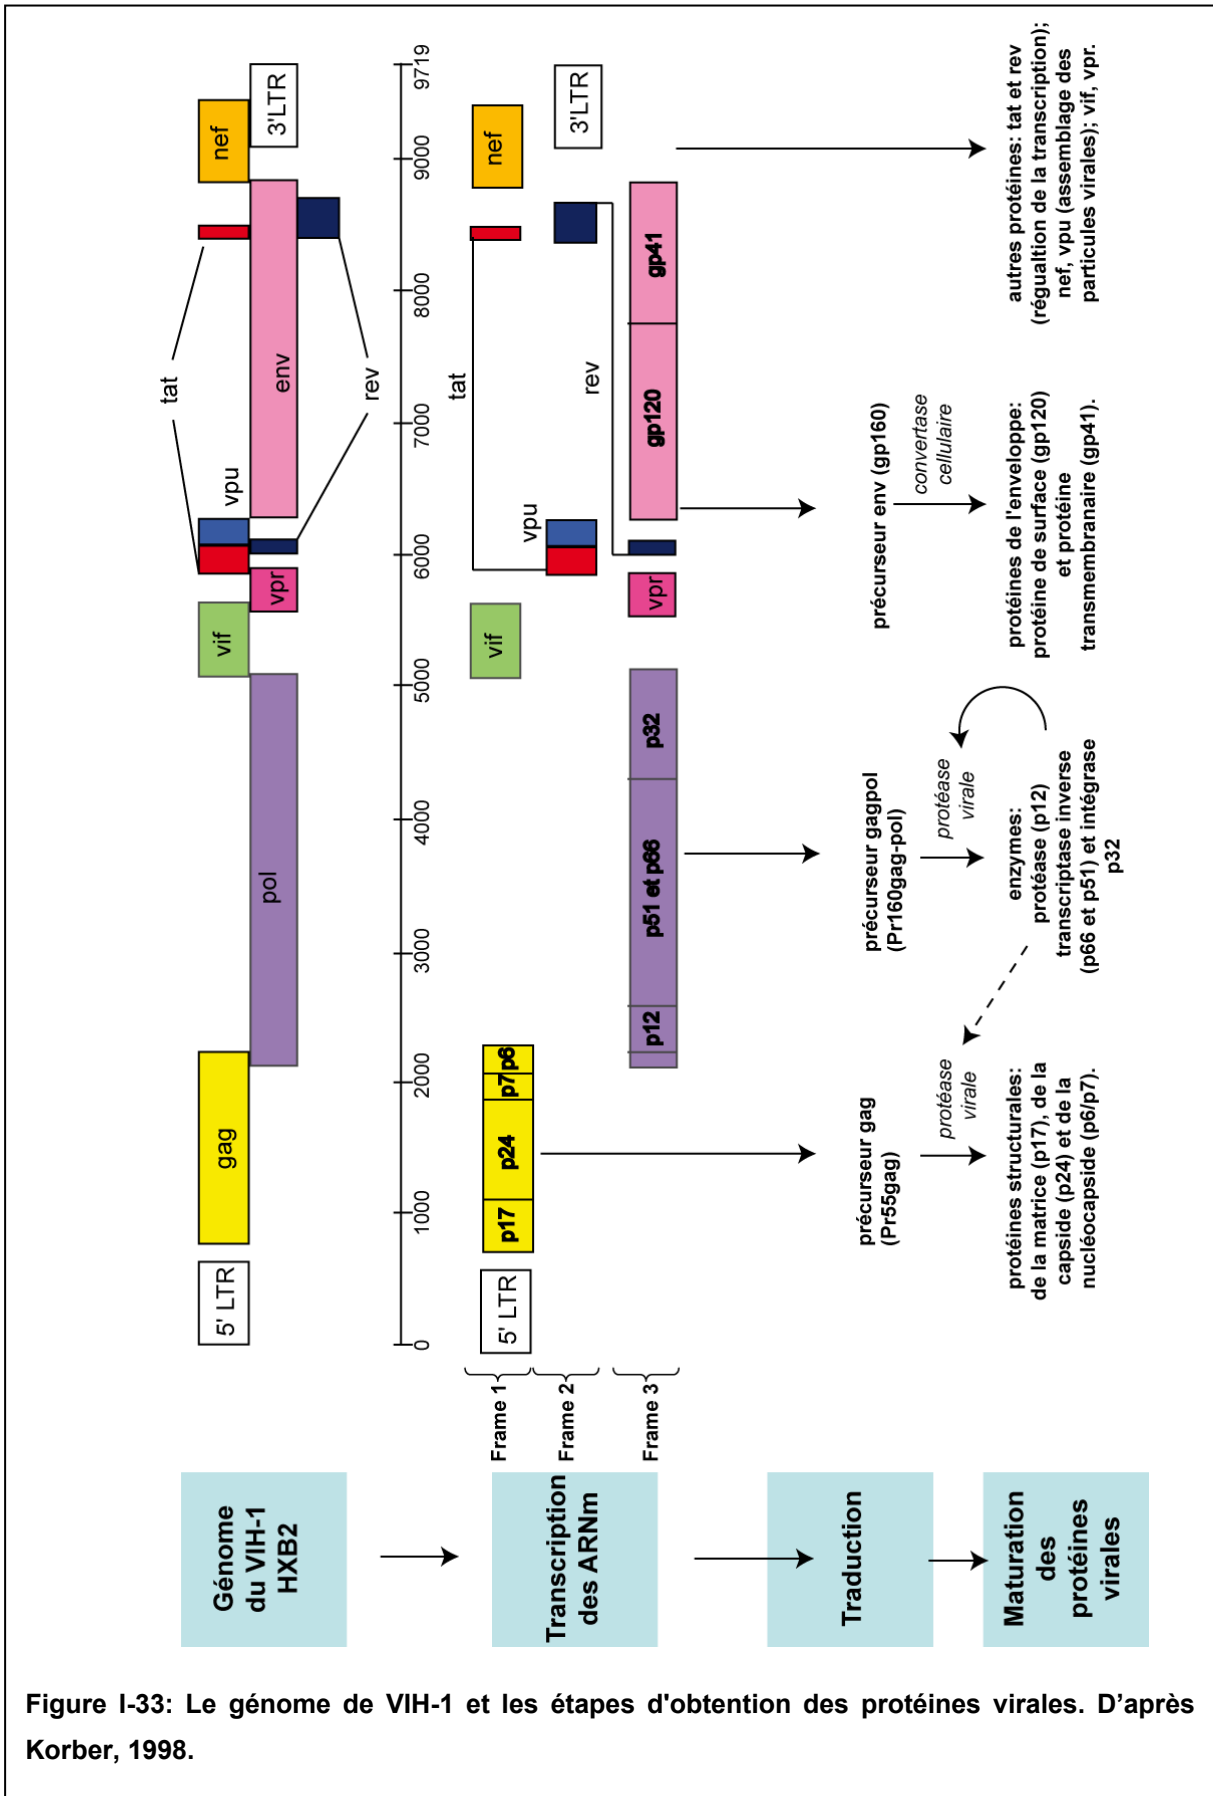 Génome
du VIH-1
HXB2
5' LTR
gag
pol
vif
vpr
vpu
tat
env
rev
nef
3'LTR
0
1000
2000
3000
4000
5000
6000
7000
8000
9000
9719
Transcription
des ARNm
Frame 1
Frame 2
Frame 3
5' LTR
p17
p24
p7
p6
p12
p51 et p66
p32
vif
vpr
vpu
tat
rev
gp120
gp41
nef
3'LTR
Traduction
précurseur gag
(Pr55gag)
précurseur gagpol
(Pr160gag-pol)
précurseur env (gp160)
protéase
virale
protéase
virale
convertase
cellulaire
Maturation
des
protéines
virales
protéines structurales:
de la matrice (p17), de la
capside (p24) et de la
nucléocapside (p6/p7).
enzymes:
protéase (p12)
transcriptase inverse
(p66 et p51) et intégrase
p32
protéines de l'enveloppe:
protéine de surface (gp120)
et protéine
transmembranaire (gp41).
autres protéines: tat et rev
(régualtion de la transcription);
nef, vpu (assemblage des
particules virales); vif, vpr.
Figure I-33: Le génome de VIH-1 et les étapes d'obtention des protéines virales. D’après
Korber, 1998.